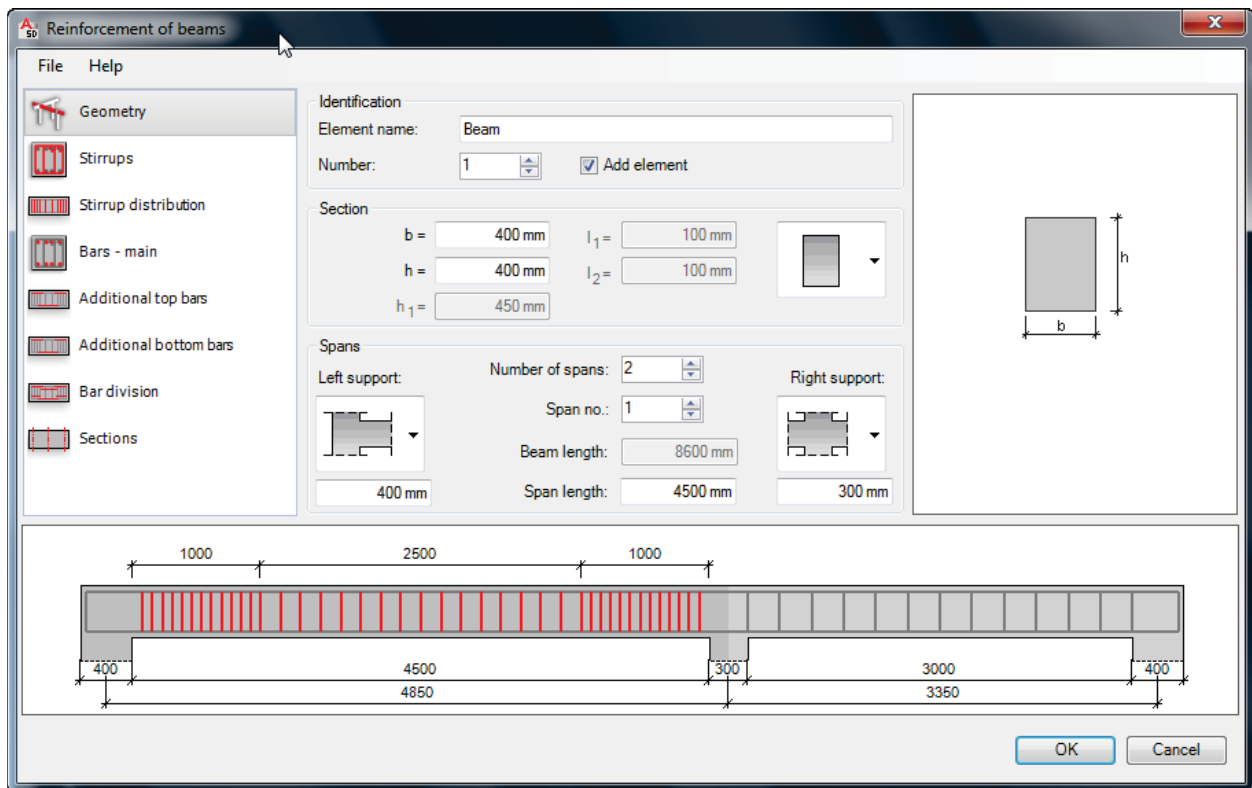 A SD Reinforcement of beams
File Help
Geometry
Stirrups
Stirrup distribution
Bars - main
Additional top bars
Additional bottom bars
Bar division
Sections
Identification
Element name: Beam
Number: 1 Add element
Section
b = 400 mm l1= 100 mm
h = 400 mm l2= 100 mm
h1= 450 mm
Spans
Left support: Number of spans: 2 Right support:
Span no.: 1
Beam length: 8600 mm
400 mm Span length: 4500 mm 300 mm
h
b
1000 2500 1000
400 4500 300 3000 400
4850 3350
OK Cancel